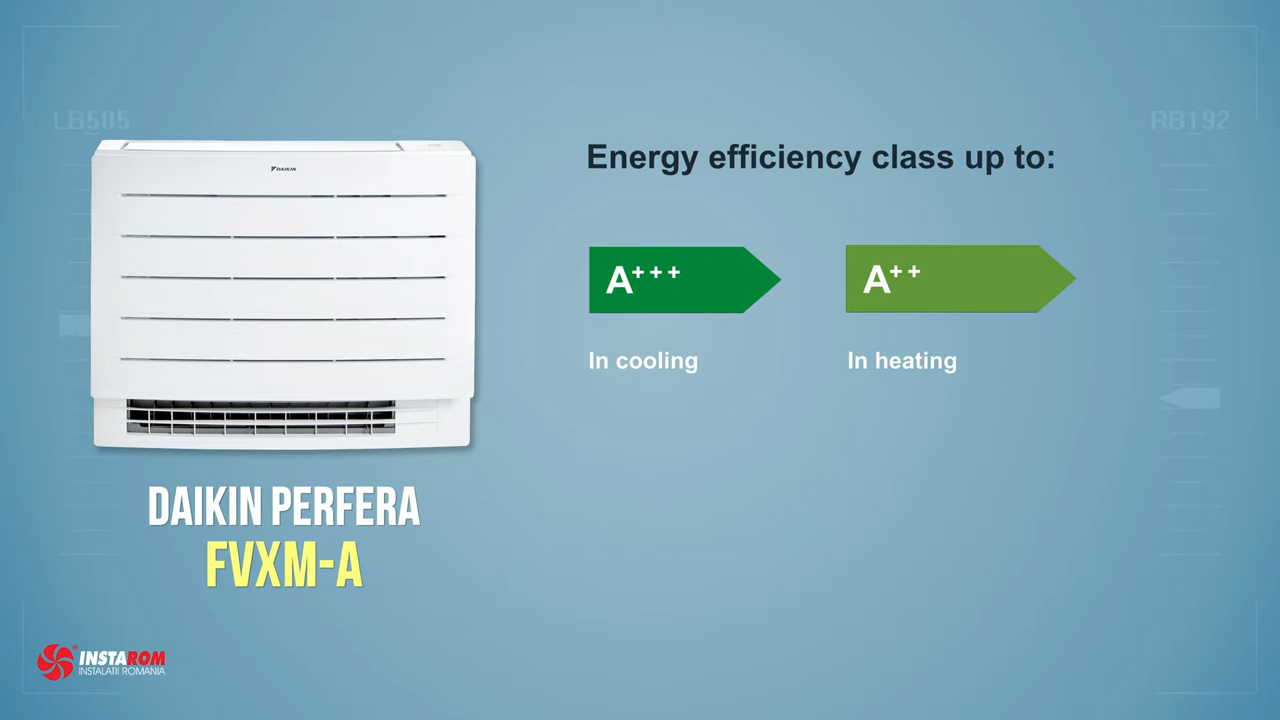 LB505
RB192
DAIKIN
Energy efficiency class up to:
A+++
A++
In cooling
In heating
DAIKIN PERFERA
FVXM-A
INSTAROM
INSTALATII ROMANIA